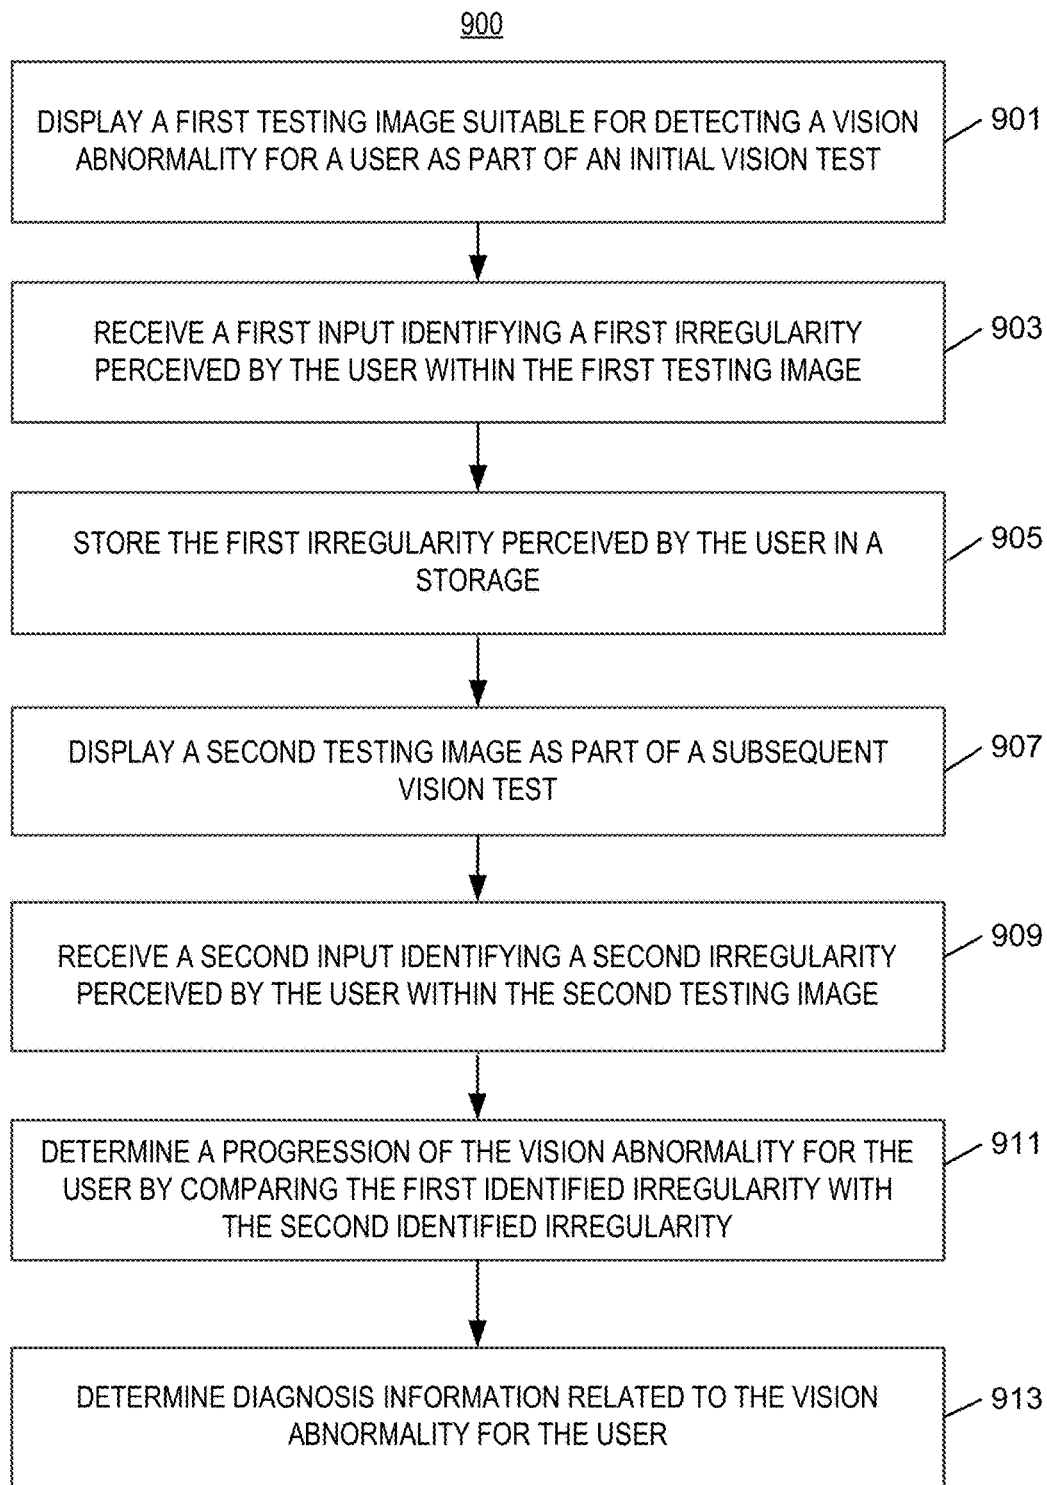 900
DISPLAY A FIRST TESTING IMAGE SUITABLE FOR DETECTING A VISION
ABNORMALITY FOR A USER AS PART OF AN INITIAL VISION TEST
901
RECEIVE A FIRST INPUT IDENTIFYING A FIRST IRREGULARITY
PERCEIVED BY THE USER WITHIN THE FIRST TESTING IMAGE
903
STORE THE FIRST IRREGULARITY PERCEIVED BY THE USER IN A
STORAGE
905
DISPLAY A SECOND TESTING IMAGE AS PART OF A SUBSEQUENT
VISION TEST
907
RECEIVE A SECOND INPUT IDENTIFYING A SECOND IRREGULARITY
PERCEIVED BY THE USER WITHIN THE SECOND TESTING IMAGE
909
DETERMINE A PROGRESSION OF THE VISION ABNORMALITY FOR THE
USER BY COMPARING THE FIRST IDENTIFIED IRREGULARITY WITH
THE SECOND IDENTIFIED IRREGULARITY
911
DETERMINE DIAGNOSIS INFORMATION RELATED TO THE VISION
ABNORMALITY FOR THE USER
913